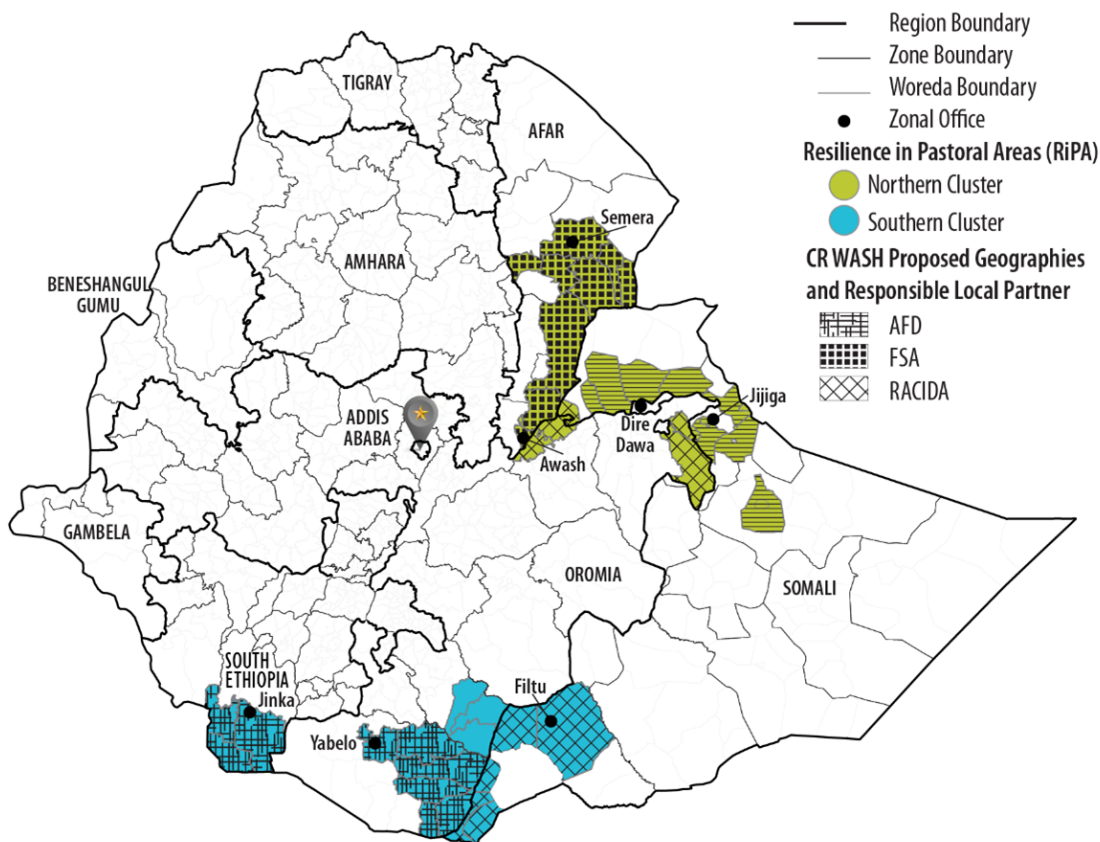 Region Boundary
Zone Boundary
Woreda Boundary
Zonal Office
Resilience in Pastoral Areas (RiPA)
Northern Cluster
Southern Cluster
CR WASH Proposed Geographies
and Responsible Local Partner
AFD
FSA
RACIDA
TIGRAY
AFAR
Semera
AMHARA
BENESHANGUL
GUMU
ADDIS
ABABA
Jijiga
Dire
Dawa
Awash
GAMBELA
OROMIA
SOMALI
SOUTH
ETHIOPIA
Jinka
Filtu
Yabelo